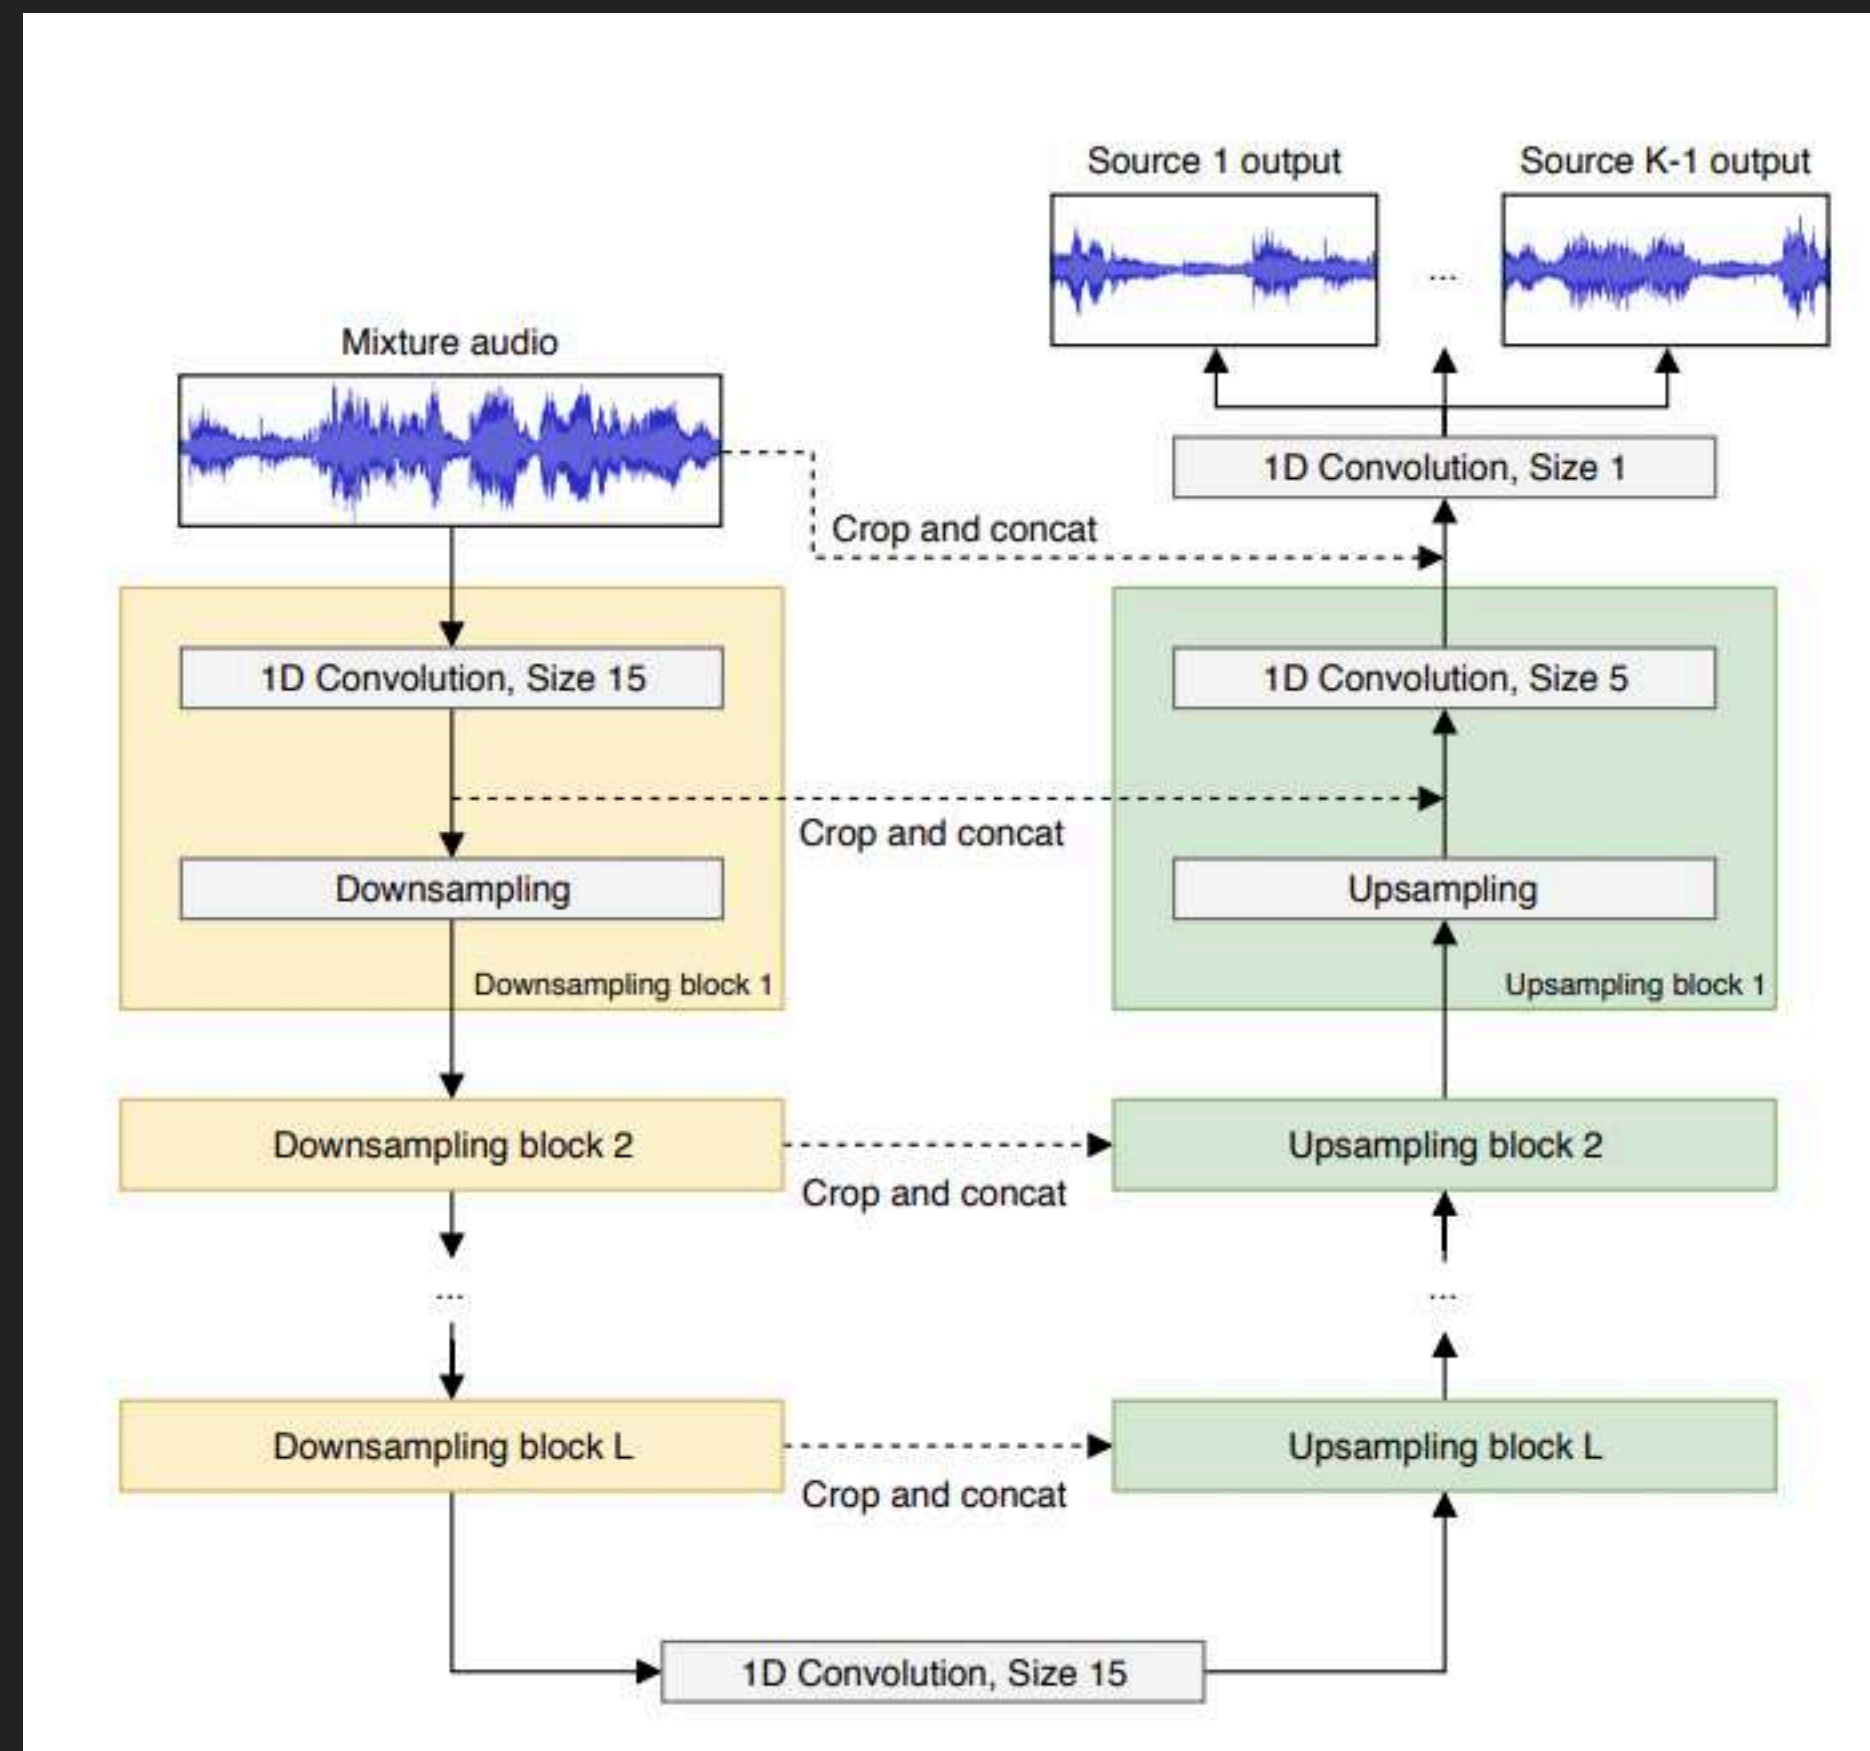 Source 1 output
Source K-1 output
...
Mixture audio
1D Convolution, Size 1
Crop and concat
1D Convolution, Size 15
1D Convolution, Size 5
Crop and concat
Downsampling
Upsampling
Downsampling block 1
Upsampling block 1
Downsampling block 2
Upsampling block 2
Crop and concat
...
...
Downsampling block L
Upsampling block L
Crop and concat
1D Convolution, Size 15